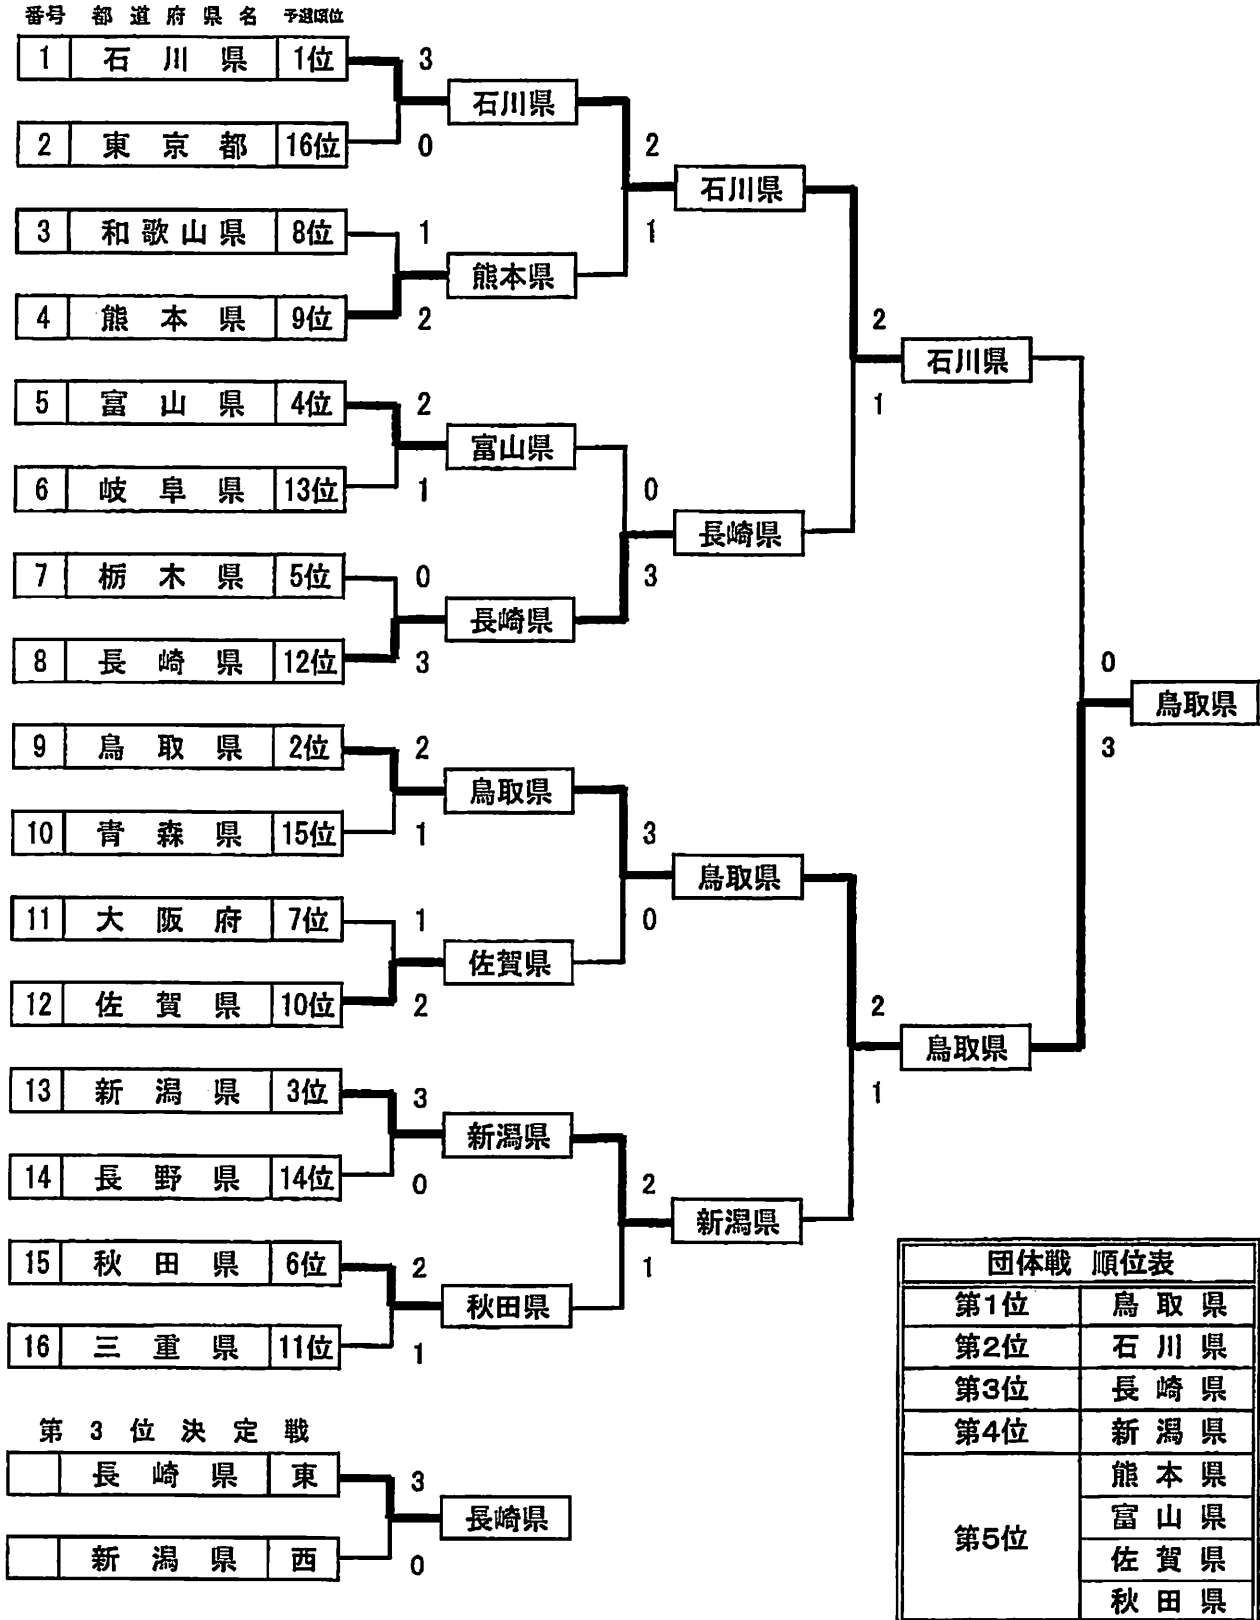 番号 都道府県名 予選順位
1 石川県 1位 3
石川県
2 東京都 16位 0
2
石川県
1
3 和歌山県 8位 1
熊本県
4 熊本県 9位 2
2
石川県
1
5 富山県 4位 2
富山県
6 岐阜県 13位 1
0
長崎県
3
7 栃木県 5位 0
長崎県
8 長崎県 12位 3
0
鳥取県
3
9 鳥取県 2位 2
鳥取県
10 青森県 15位 1
3
鳥取県
0
11 大阪府 7位 1
佐賀県
12 佐賀県 10位 2
2
鳥取県
1
13 新潟県 3位 3
新潟県
14 長野県 14位 0
2
新潟県
1
15 秋田県 6位 2
秋田県
16 三重県 11位 1
第3位決定戦
長崎県 東 3
長崎県
新潟県 西 0
団体戦 順位表
第1位 鳥取県
第2位 石川県
第3位 長崎県
第4位 新潟県
第5位 熊本県
富山県
佐賀県
秋田県